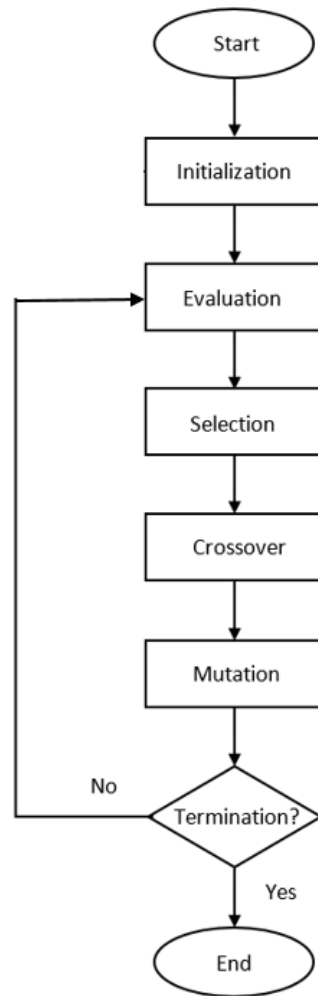 Start
Initialization
Evaluation
Selection
Crossover
Mutation
No
Termination?
Yes
End